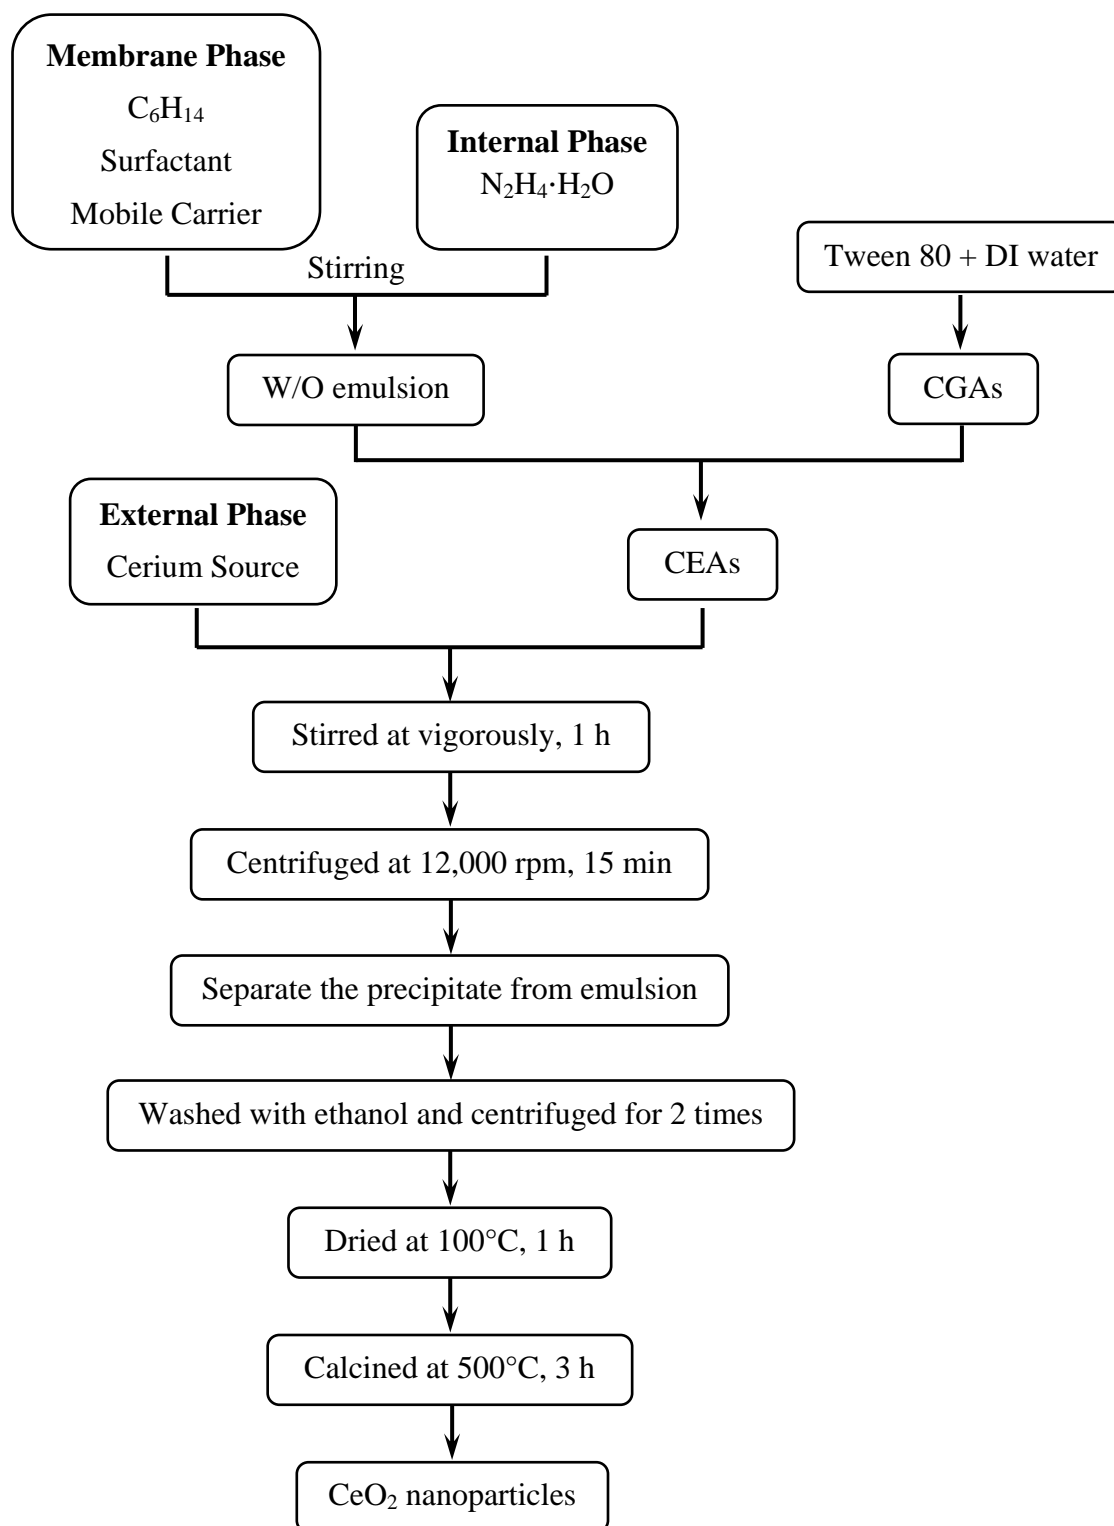 Membrane Phase
C₆H₁₄
Surfactant
Mobile Carrier
Internal Phase
N₂H₄·H₂O
Stirring
Tween 80 + DI water
W/O emulsion
CGAs
External Phase
Cerium Source
CEAs
Stirred at vigorously, 1 h
Centrifuged at 12,000 rpm, 15 min
Separate the precipitate from emulsion
Washed with ethanol and centrifuged for 2 times
Dried at 100°C, 1 h
Calcined at 500°C, 3 h
CeO₂ nanoparticles